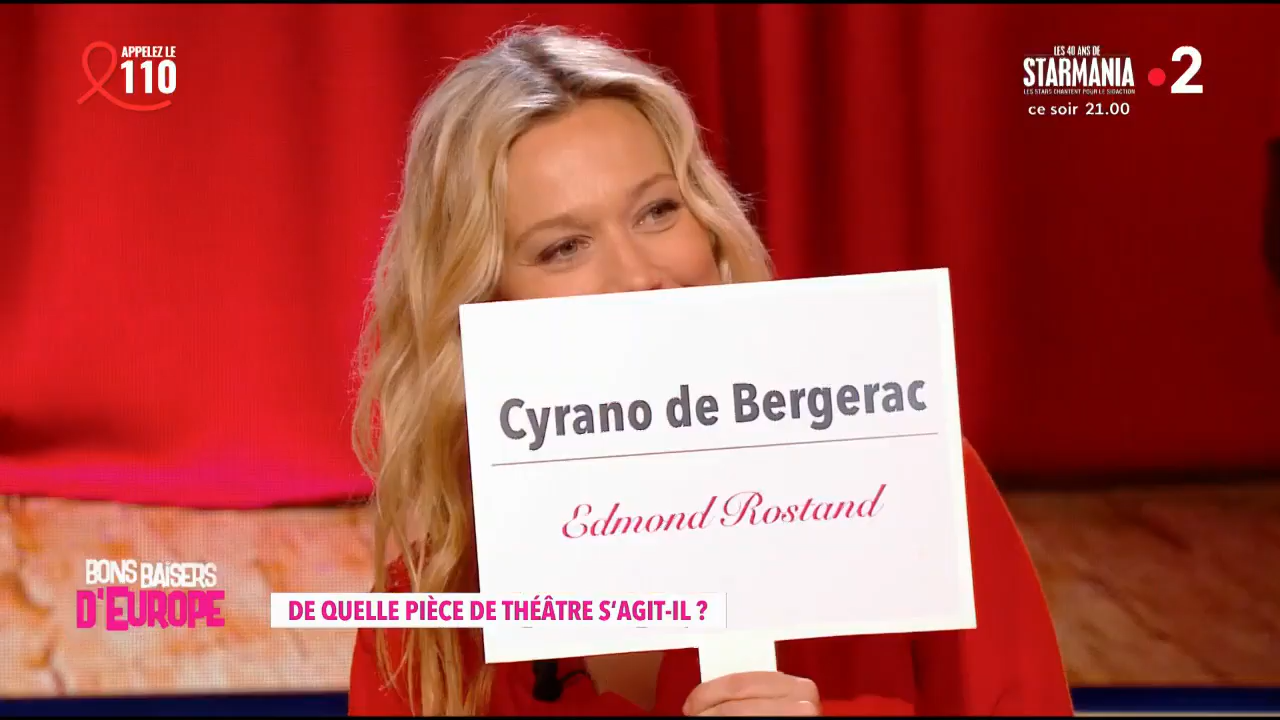 APPELEZ LE
110
LES 40 ANS DE
STARMANIA
LES STARS CHANTENT POUR LE SIDACTION
ce soir 21.00
2
Cyrano de Bergerac
Edmond Rostand
BONS BAISERS
D'EUROPE
DE QUELLE PIÈCE DE THÉÂTRE S'AGIT-IL ?